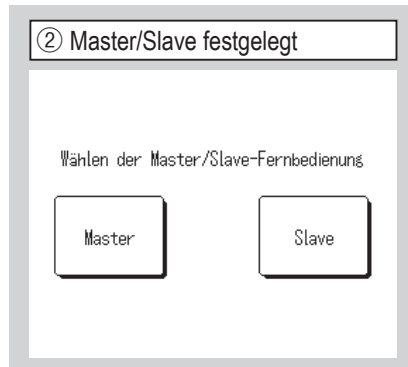 ② Master/Slave festgelegt
Wählen der Master/Slave-Fernbedienung
Master Slave